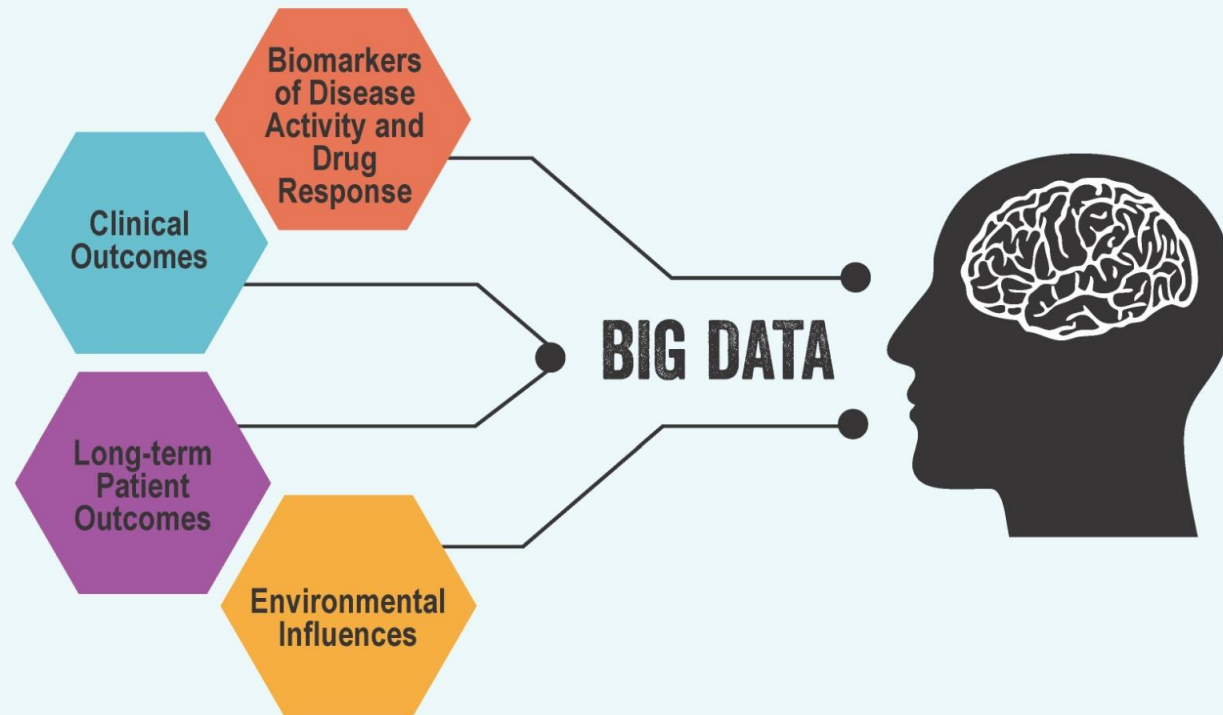 Biomarkers
of Disease
Activity and
Drug
Response
Clinical
Outcomes
BIG DATA
Long-term
Patient
Outcomes
Environmental
Influences